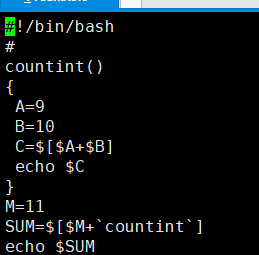 #!/bin/bash
#
countint()
{
 A=9
 B=10
 C=$[$A+$B]
 echo $C
}
M=11
SUM=$[$M+`countint`]
echo $SUM